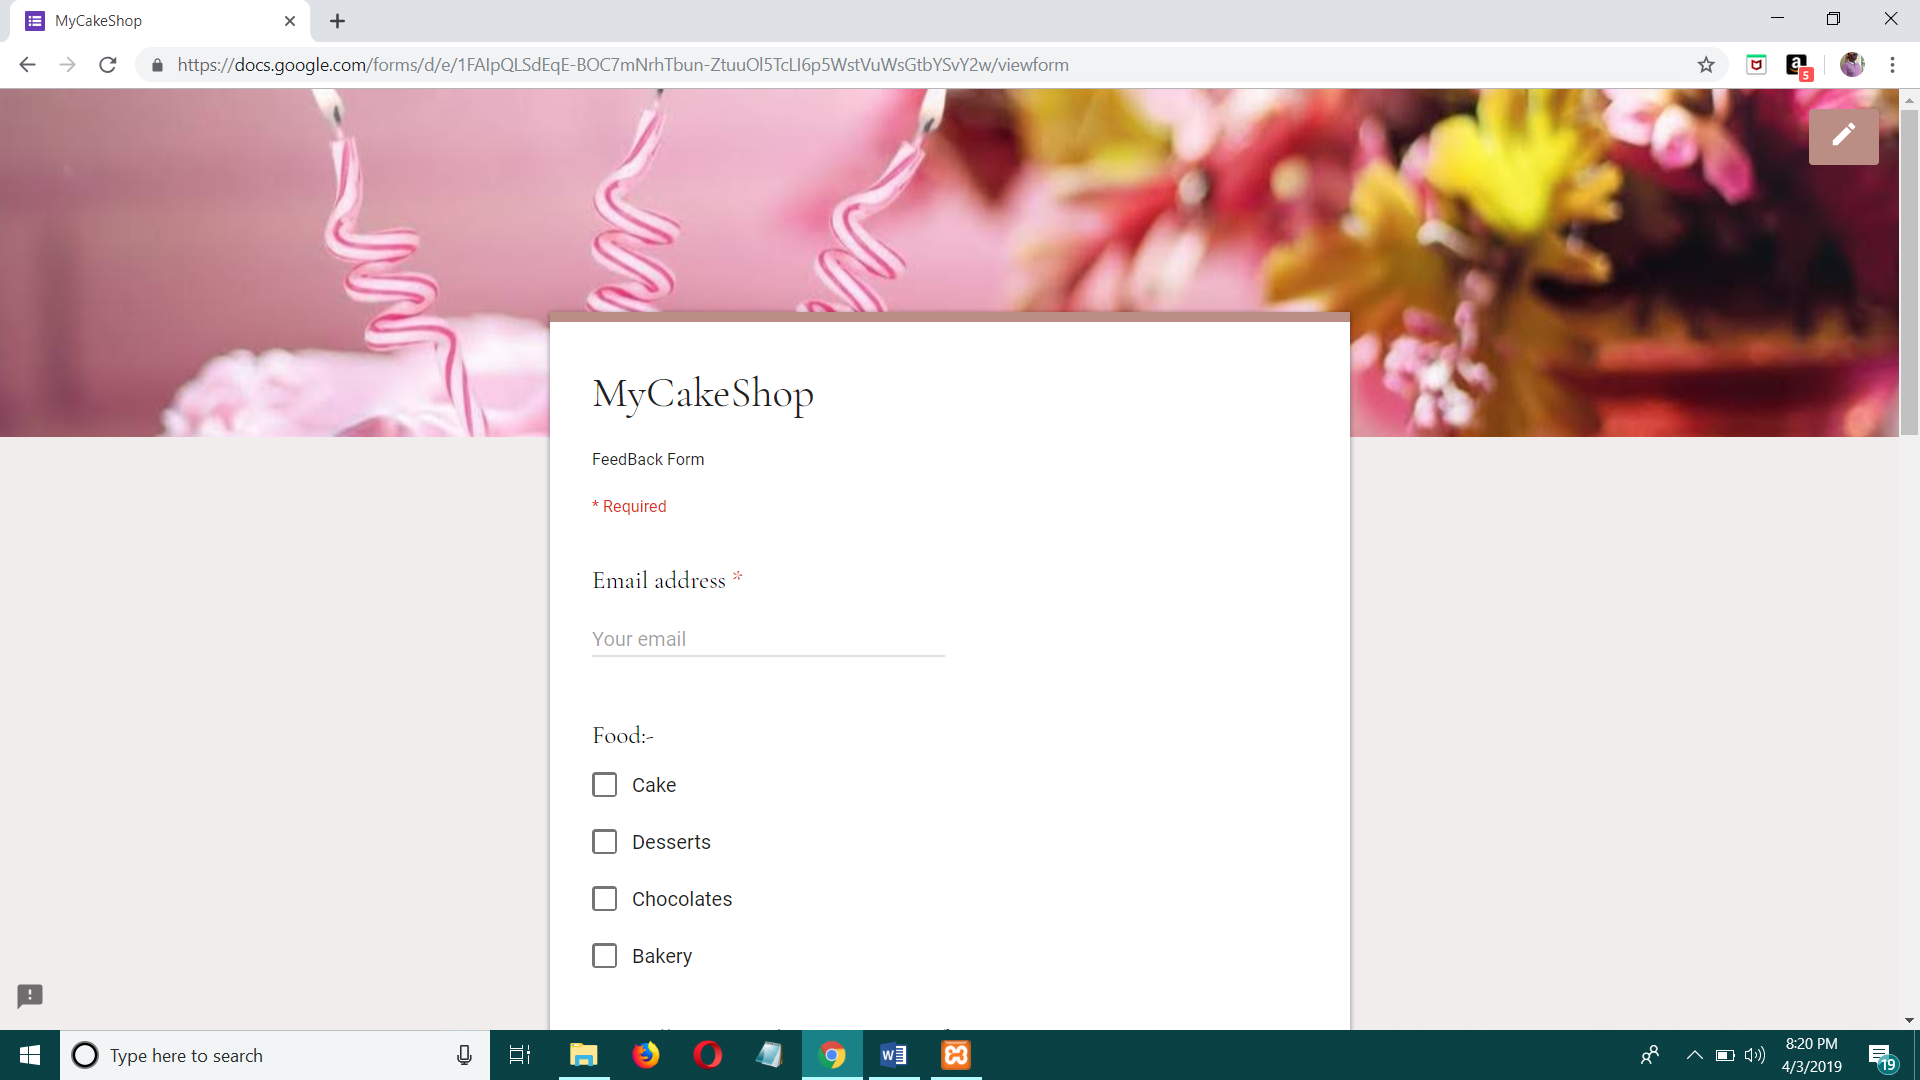 MyCakeShop
https://docs.google.com/forms/d/e/1FAIpQLSdEqE-BOC7mNrhTbun-ZtuuOl5TcLI6p5WstVuWsGtbYSvY2w/viewform
5
MyCakeShop
FeedBack Form
* Required
Email address *
Your email
Food:-
Cake
Desserts
Chocolates
Bakery
Type here to search
8:20 PM
4/3/2019
19